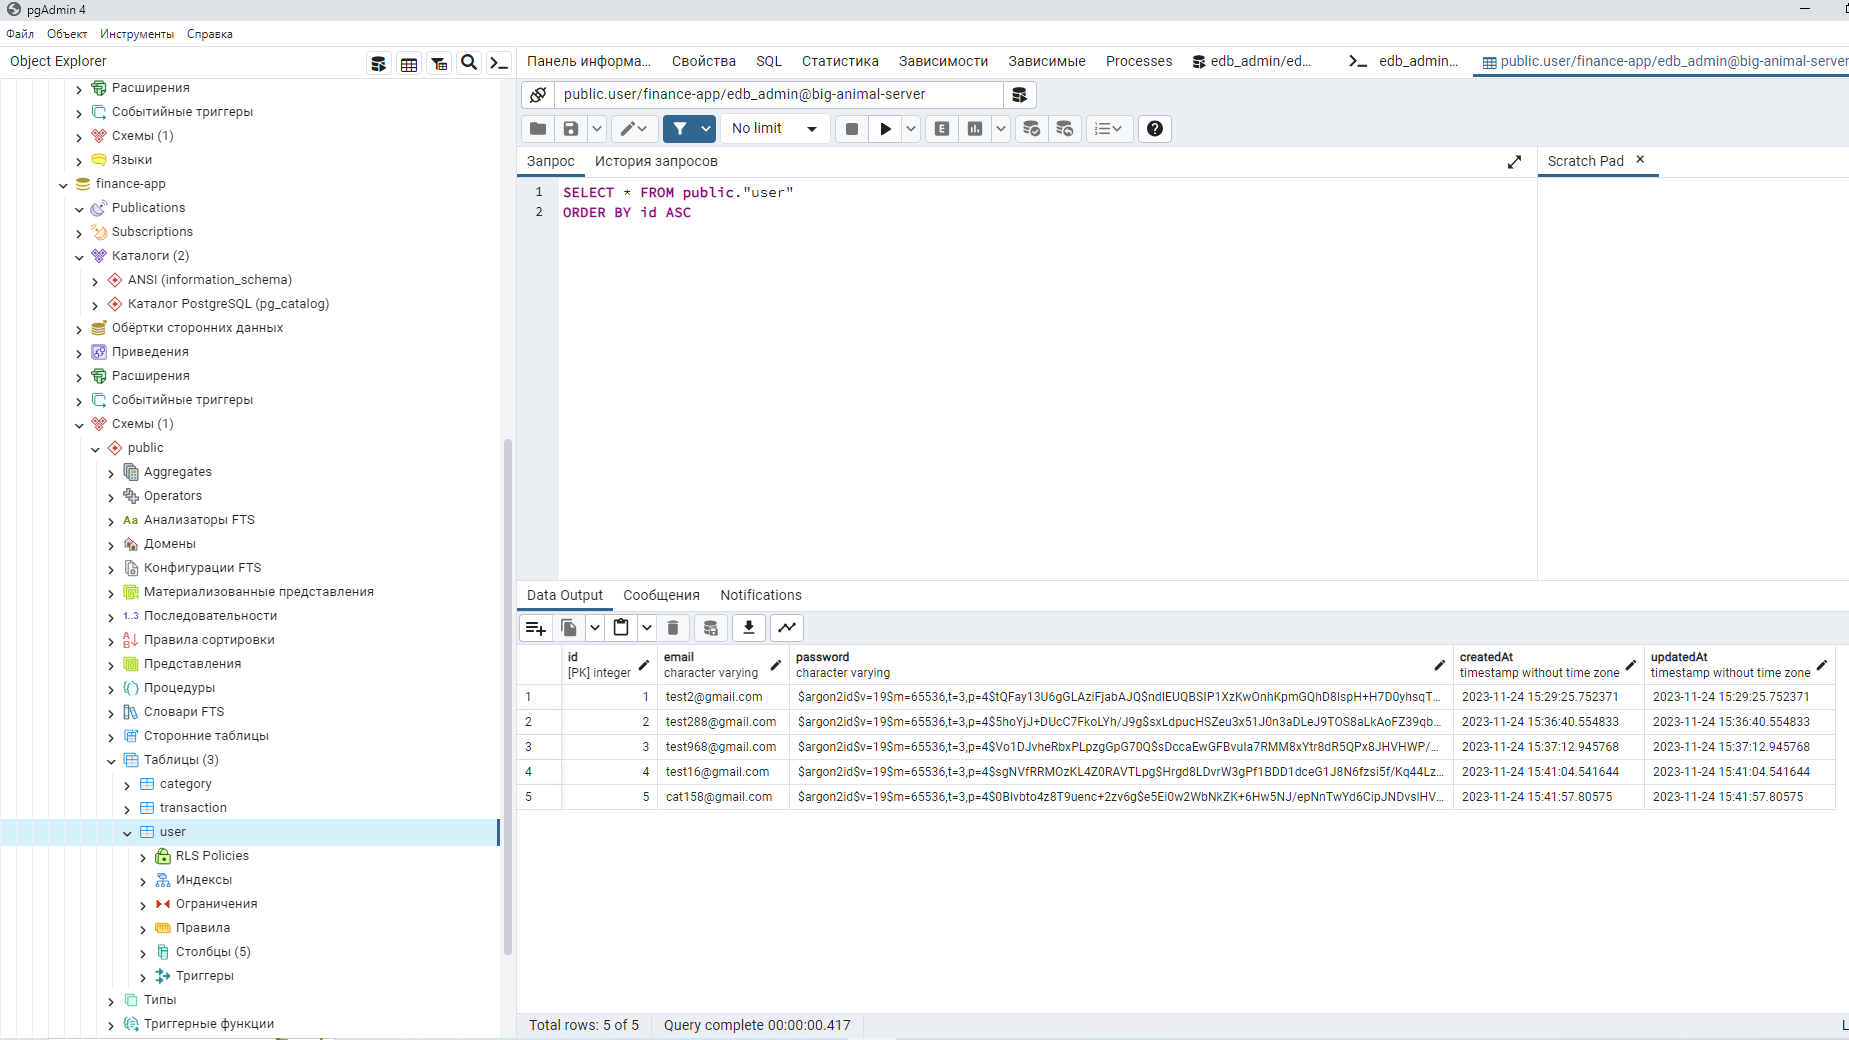 pgAdmin 4
Файл Объект Инструменты Справка
Object Explorer
Расширения
Событийные триггеры
Схемы (1)
Языки
finance-app
Publications
Subscriptions
Каталоги (2)
ANSI (information_schema)
Каталог PostgreSQL (pg_catalog)
Обёртки сторонних данных
Приведения
Расширения
Событийные триггеры
Схемы (1)
public
Aggregates
Operators
Aa Анализаторы FTS
Домены
Конфигурации FTS
Материализованные представления
1..3 Последовательности
Правила сортировки
Представления
Процедуры
Словари FTS
Сторонние таблицы
Таблицы (3)
category
transaction
user
RLS Policies
Индексы
Ограничения
Правила
Столбцы (5)
Триггеры
Типы
Триггерные функции
Панель информа... Свойства SQL Статистика Зависимости Зависимые Processes edb_admin/ed... edb_admin... public.user/finance-app/edb_admin@big-animal-server
public.user/finance-app/edb_admin@big-animal-server
No limit
Запрос История запросов
Scratch Pad
1 SELECT * FROM public."user"
2 ORDER BY id ASC
Data Output Сообщения Notifications
id email password createdAt updatedAt
[PK] integer character varying character varying timestamp without time zone timestamp without time zone
1 1 test2@gmail.com $argon2id$v=19$m=65536,t=3,p=4$tQFay13U6gGLAziFjabAJQ$ndIEUQBSIP1XzKwOnhKpmGQhD8IspH+H7D0yhsqT... 2023-11-24 15:29:25.752371 2023-11-24 15:29:25.752371
2 2 test288@gmail.com $argon2id$v=19$m=65536,t=3,p=4$5hoYjJ+DUcC7FkoLYh/J9g$sxLdpucHSZeu3x51J0n3aDLeJ9TOS8aLkAoFZ39qb... 2023-11-24 15:36:40.554833 2023-11-24 15:36:40.554833
3 3 test968@gmail.com $argon2id$v=19$m=65536,t=3,p=4$Vo1DJvheRbxPLpzgGpG70Q$sDccaEwGFBvuIa7RMM8xYtr8dR5QPx8JHVHWP/... 2023-11-24 15:37:12.945768 2023-11-24 15:37:12.945768
4 4 test16@gmail.com $argon2id$v=19$m=65536,t=3,p=4$sgNVfRRMOzKL4Z0RAVTLpg$Hrgd8LDvrW3gPf1BDD1dceG1J8N6fzsi5f/Kq44Lz... 2023-11-24 15:41:04.541644 2023-11-24 15:41:04.541644
5 5 cat158@gmail.com $argon2id$v=19$m=65536,t=3,p=4$0Blvbto4z8T9uenc+2zv6g$e5Ei0w2WbNkZK+6Hw5NJ/epNnTwYd6CipJNDvslHV... 2023-11-24 15:41:57.80575 2023-11-24 15:41:57.80575
Total rows: 5 of 5 Query complete 00:00:00.417